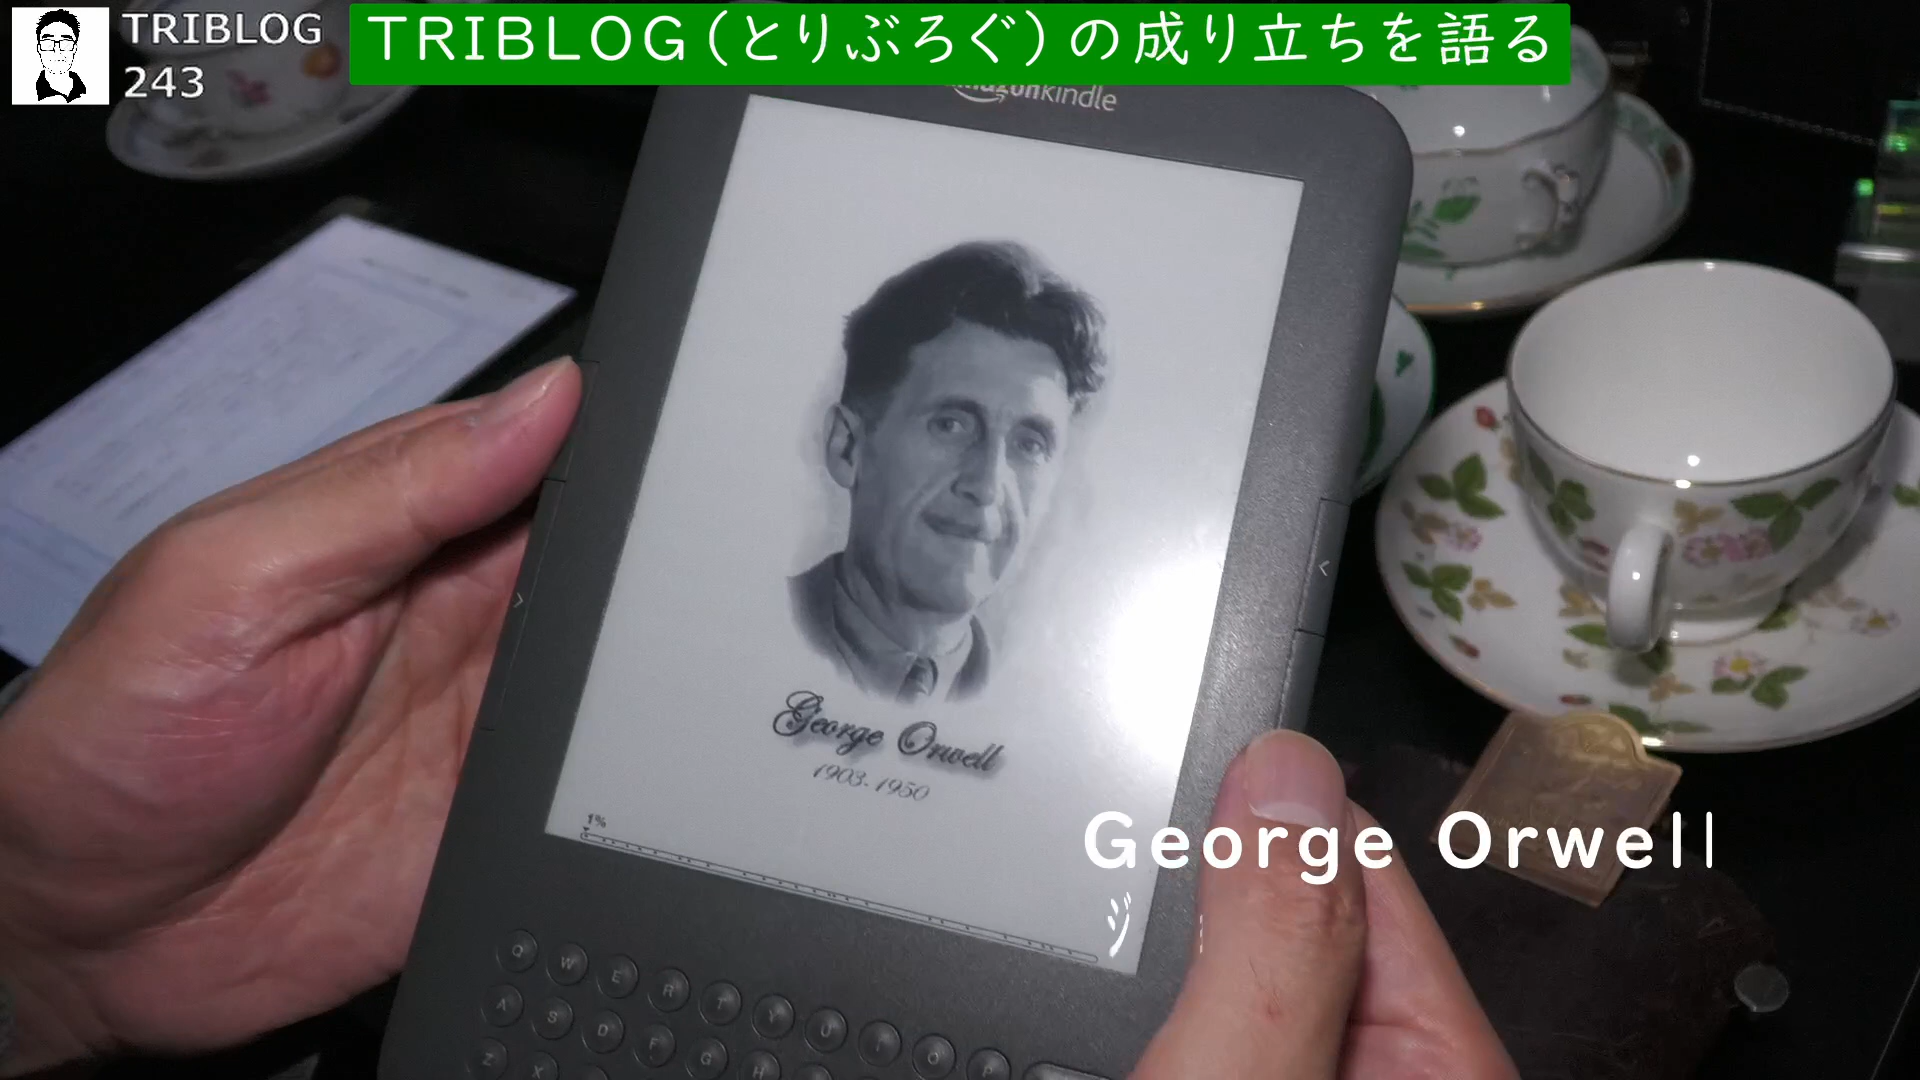 TRIBLOG
243
TRIBLOG(とりぶろぐ)の成り立ちを語る
amazonkindle
George Orwell
1903-1950
1%
George Orwell
Q W E R T Y U I O P
A S D F G H
Z X